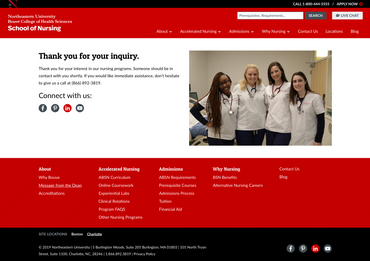 CALL 1-800-644-3353 / APPLY NOW
Northeastern University
Bouvé College of Health Sciences
School of Nursing
Prerequisites, Requirements...
SEARCH
LIVE CHAT
About
Accelerated Nursing
Admissions
Why Nursing
Contact Us
Locations
Blog
Thank you for your inquiry.
Thank you for your interest in our nursing programs. Someone should be in
contact with you shortly. If you would like immediate assistance, don't hesitate
to give us a call at (866) 892-3819.
Connect with us:
About
Why Bouve
Message from the Dean
Accreditations
Accelerated Nursing
ABSN Curriculum
Online Coursework
Experiential Labs
Clinical Rotations
Program FAQS
Other Nursing Programs
Admissions
ABSN Requirements
Prerequisite Courses
Admissions Process
Tuition
Financial Aid
Why Nursing
BSN Benefits
Alternative Nursing Careers
Contact Us
Blog
SITE LOCATIONS Boston Charlotte
© 2019 Northeastern University | 5 Burlington Woods, Suite 203 Burlington, MA 01803 | 101 North Tryon
Street, Suite 1500, Charlotte, NC, 28246 | 1.866.892.3819 | Privacy Policy